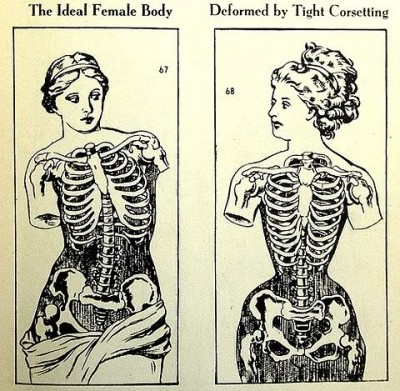 The Ideal Female Body
Deformed by Tight Corsetting
67
68